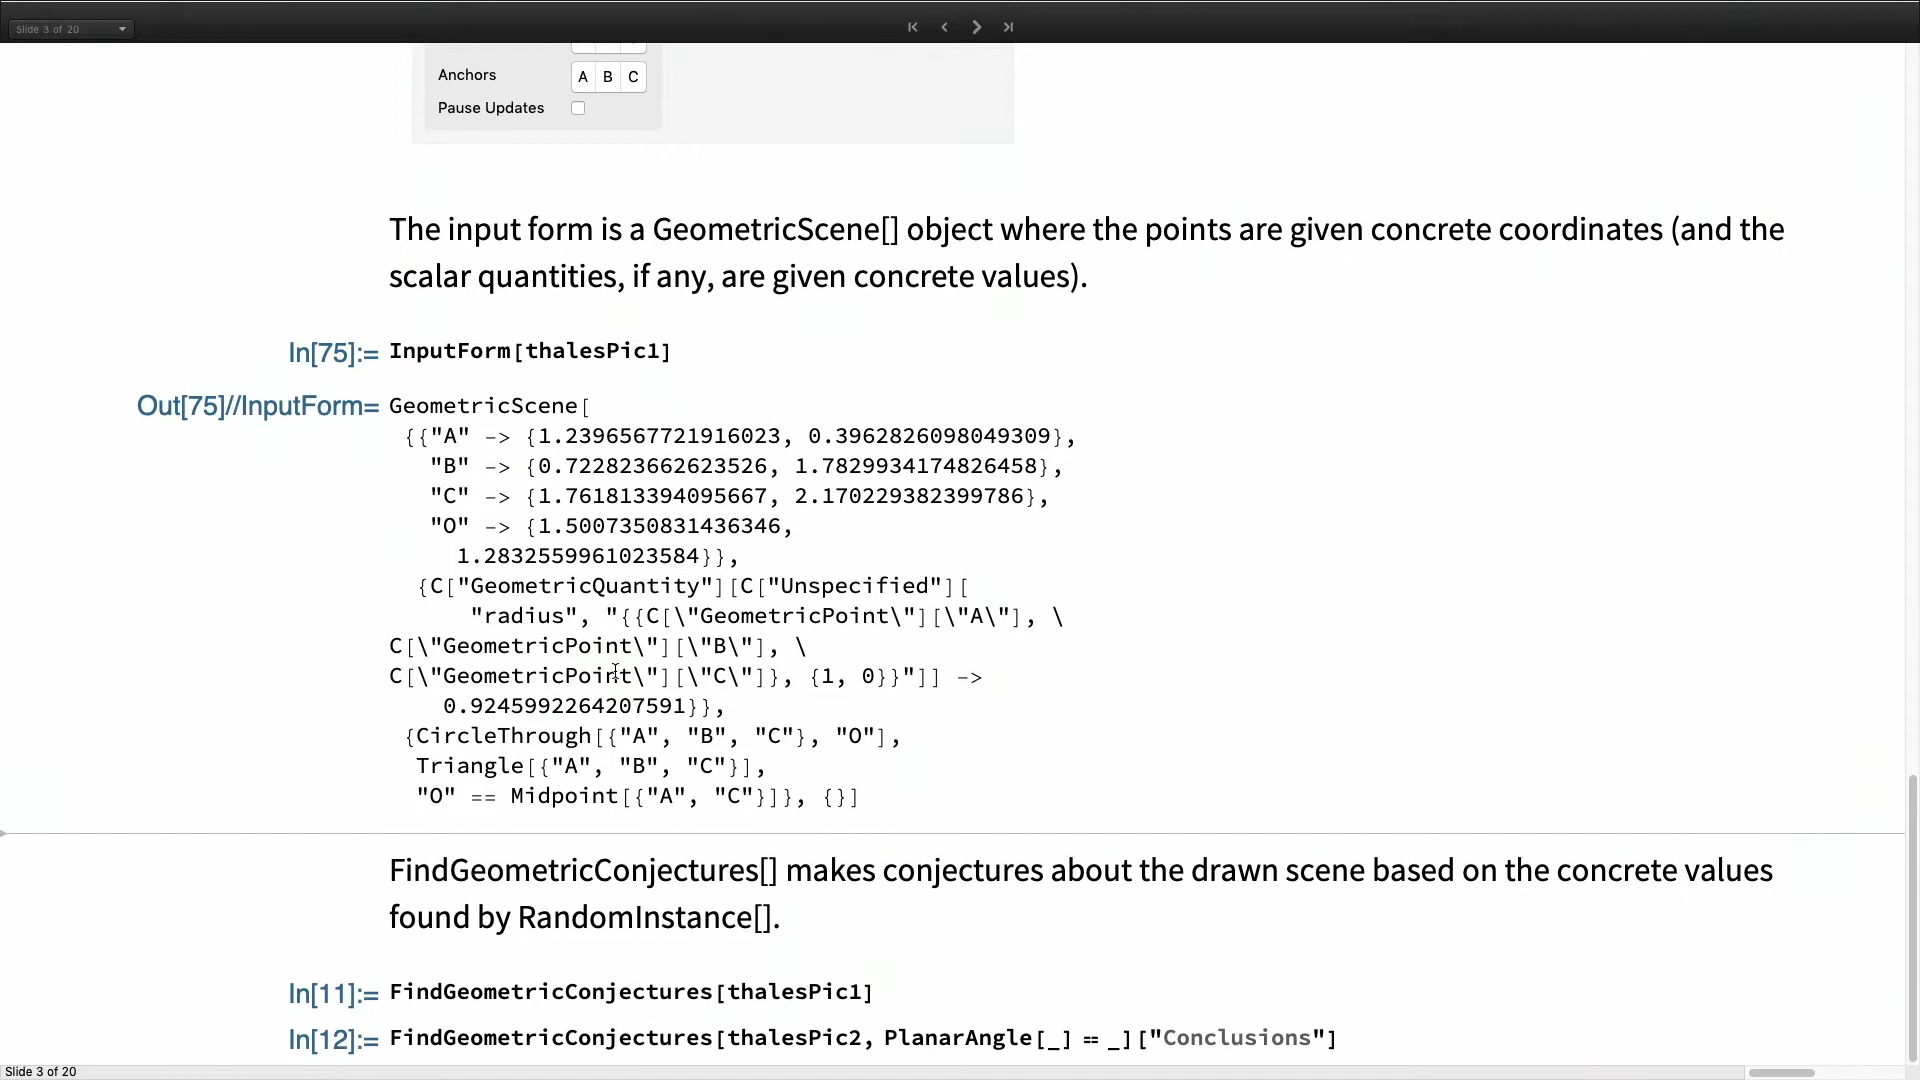 Slide 3 of 20
Anchors A B C
Pause Updates
The input form is a GeometricScene[] object where the points are given concrete coordinates (and the
scalar quantities, if any, are given concrete values).
In[75]:= InputForm[thalesPic1]
Out[75]//InputForm= GeometricScene[
{{"A" -> {1.2396567721916023, 0.3962826098049309},
"B" -> {0.722823662623526, 1.7829934174826458},
"C" -> {1.761813394095667, 2.170229382399786},
"O" -> {1.5007350831436346,
1.2832559961023584}},
{C["GeometricQuantity"][C["Unspecified"][
"radius", "{{C[\"GeometricPoint\"][\"A\"], \
C[\"GeometricPoint\"][\"B\"], \
C[\"GeometricPoint\"][\"C\"]}, {1, 0}}"]] ->
0.9245992264207591}},
{CircleThrough[{"A", "B", "C"}, "O"],
Triangle[{"A", "B", "C"}],
"O" == Midpoint[{"A", "C"}]}, {}]
FindGeometricConjectures[] makes conjectures about the drawn scene based on the concrete values
found by RandomInstance[].
In[11]:= FindGeometricConjectures[thalesPic1]
In[12]:= FindGeometricConjectures[thalesPic2, PlanarAngle[_] == _]["Conclusions"]
Slide 3 of 20